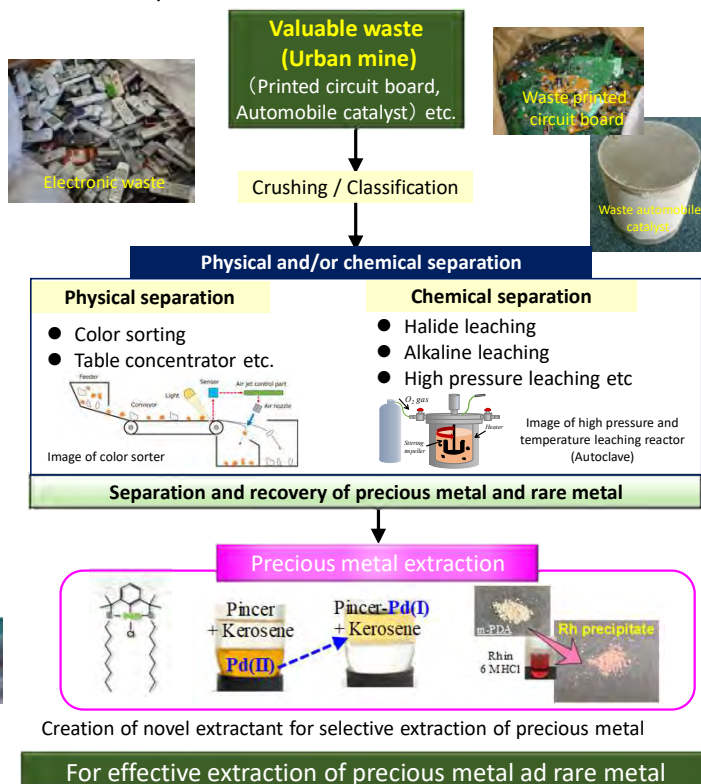 Valuable waste
(Urban mine)
(Printed circuit board,
Automobile catalyst) etc.
Electronic waste
Waste printed
circuit board
Waste automobile
catalyst
Crushing / Classification
Physical and/or chemical separation
Physical separation
● Color sorting
● Table concentrator etc.
Feeder
Conveyor
Light
Sensor
Air jet control part
Air nozzle
Image of color sorter
Chemical separation
● Halide leaching
● Alkaline leaching
● High pressure leaching etc
O2 gas
Heater
Stirring
impeller
Image of high pressure and
temperature leaching reactor
(Autoclave)
Separation and recovery of precious metal and rare metal
Precious metal extraction
Cl
Pincer
+ Kerosene
Pd(II)
Pincer-Pd(I)
+ Kerosene
m-PDA
Rh in
6 MHCl
Rh precipitate
Creation of novel extractant for selective extraction of precious metal
For effective extraction of precious metal ad rare metal